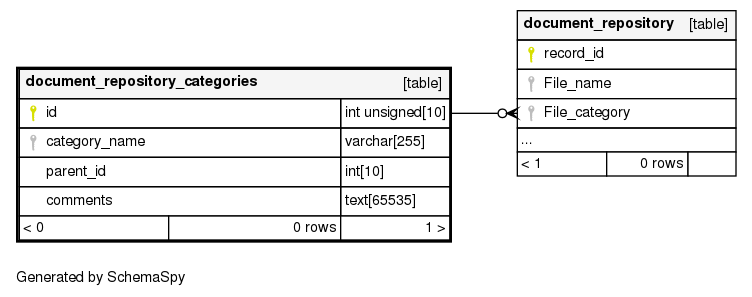 document_repository [table]
record_id
File_name
File_category
...
< 1 0 rows
document_repository_categories [table]
id int unsigned[10]
category_name varchar[255]
parent_id int[10]
comments text[65535]
< 0 0 rows 1 >
Generated by SchemaSpy